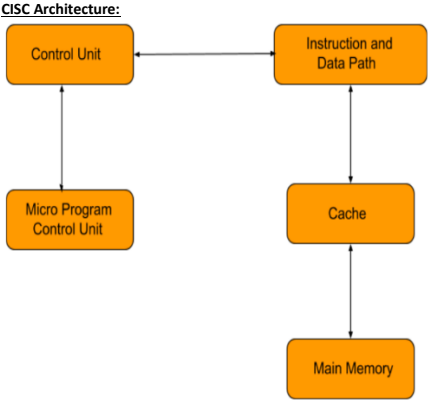 CISC Architecture:
Control Unit
Instruction and
Data Path
Micro Program
Control Unit
Cache
Main Memory